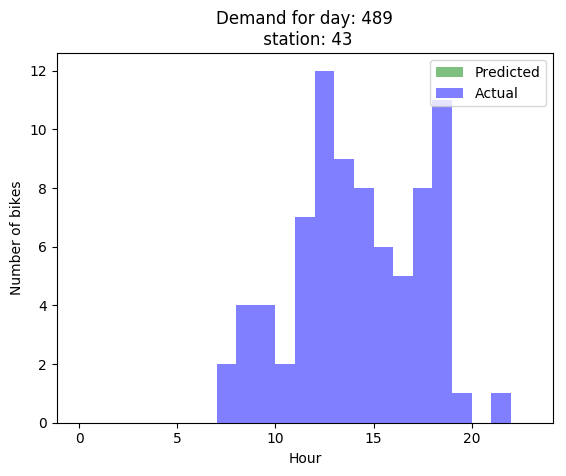 Demand for day: 489
station: 43
Predicted
Actual
Number of bikes
12
10
8
6
4
2
0
0
5
10
15
20
Hour